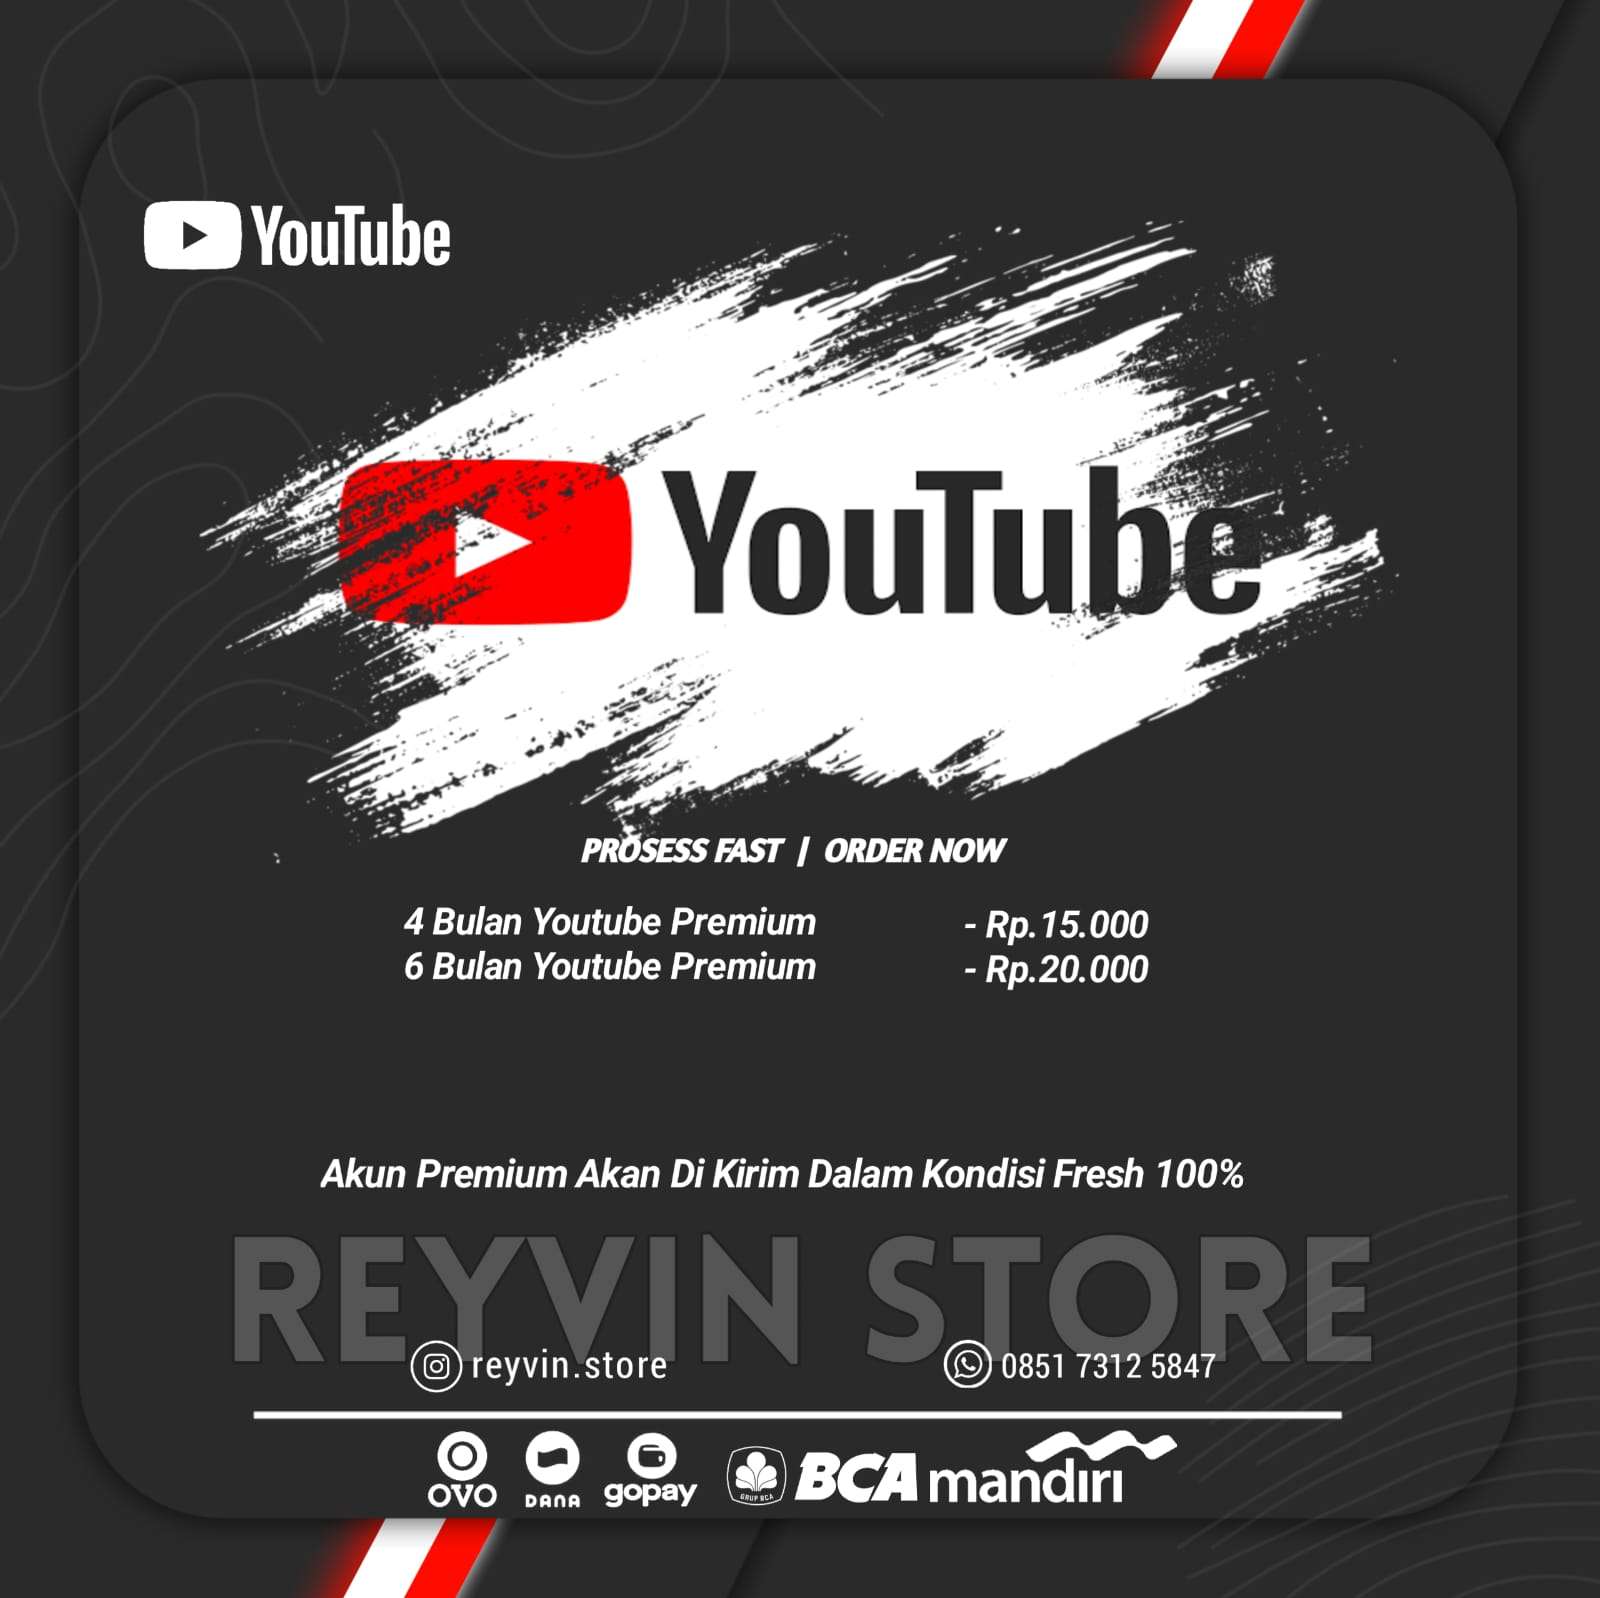 YouTube
YouTube
PROSESS FAST | ORDER NOW
4 Bulan Youtube Premium - Rp.15.000
6 Bulan Youtube Premium - Rp.20.000
Akun Premium Akan Di Kirim Dalam Kondisi Fresh 100%
REYVIN STORE
reyvin.store 0851 7312 5847
OVO DANA gopay GRUP BCA BCA mandiri